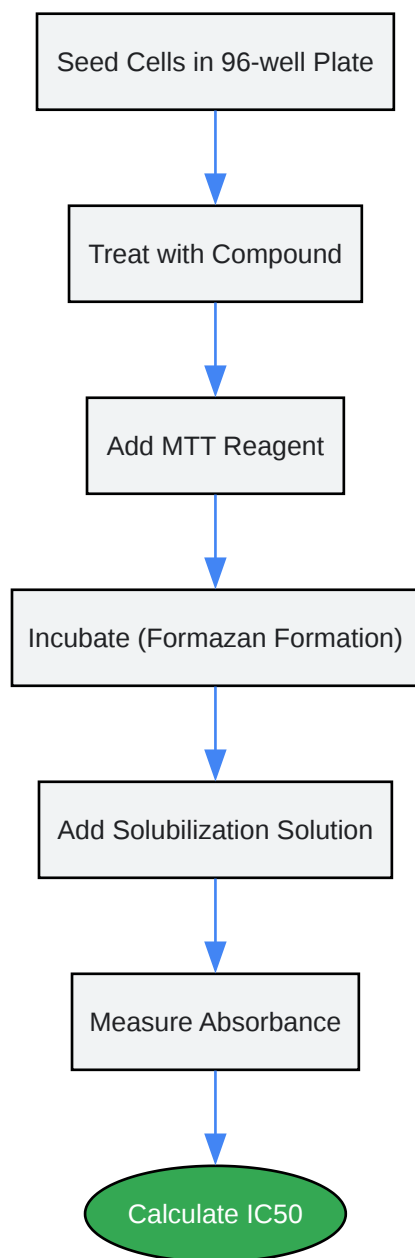 Seed Cells in 96-well Plate
Treat with Compound
Add MTT Reagent
Incubate (Formazan Formation)
Add Solubilization Solution
Measure Absorbance
Calculate IC50